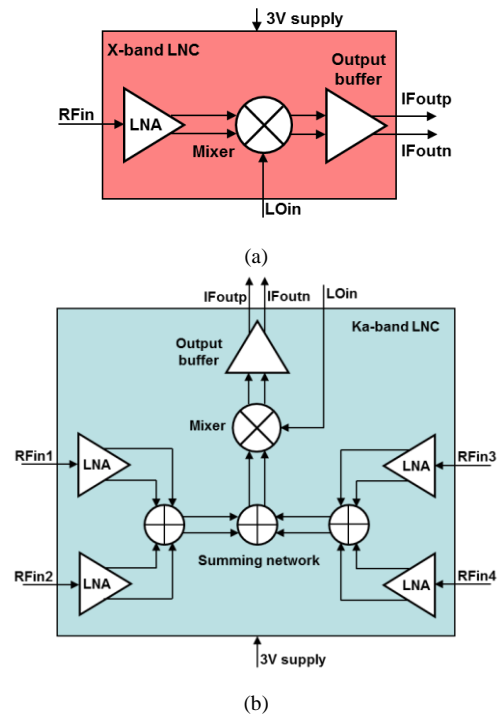 3V supply
X-band LNC
Output
buffer
RFin
LNA
IFoutp
Mixer
IFoutn
LOin
(a)
IFoutp
IFoutn
LOin
Ka-band LNC
Output
buffer
Mixer
RFin1
LNA
RFin3
LNA
Summing network
RFin2
LNA
RFin4
LNA
3V supply
(b)